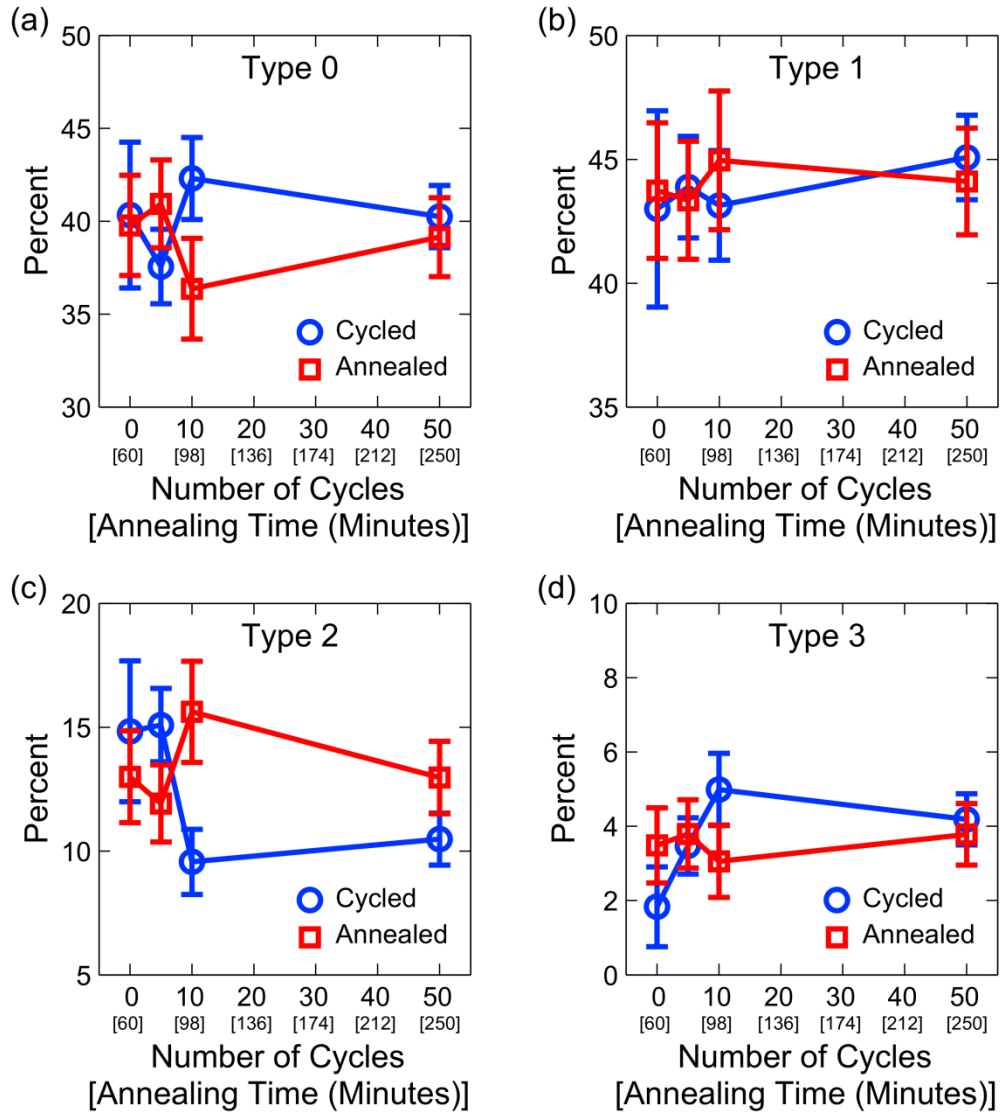 (a)
50
45
40
35
30
Percent
Type 0
Cycled
Annealed
0 10 20 30 40 50
[60] [98] [136] [174] [212] [250]
Number of Cycles
[Annealing Time (Minutes)]
(b)
50
45
40
35
Percent
Type 1
Cycled
Annealed
0 10 20 30 40 50
[60] [98] [136] [174] [212] [250]
Number of Cycles
[Annealing Time (Minutes)]
(c)
20
15
10
5
Percent
Type 2
Cycled
Annealed
0 10 20 30 40 50
[60] [98] [136] [174] [212] [250]
Number of Cycles
[Annealing Time (Minutes)]
(d)
10
8
6
4
2
0
Percent
Type 3
Cycled
Annealed
0 10 20 30 40 50
[60] [98] [136] [174] [212] [250]
Number of Cycles
[Annealing Time (Minutes)]